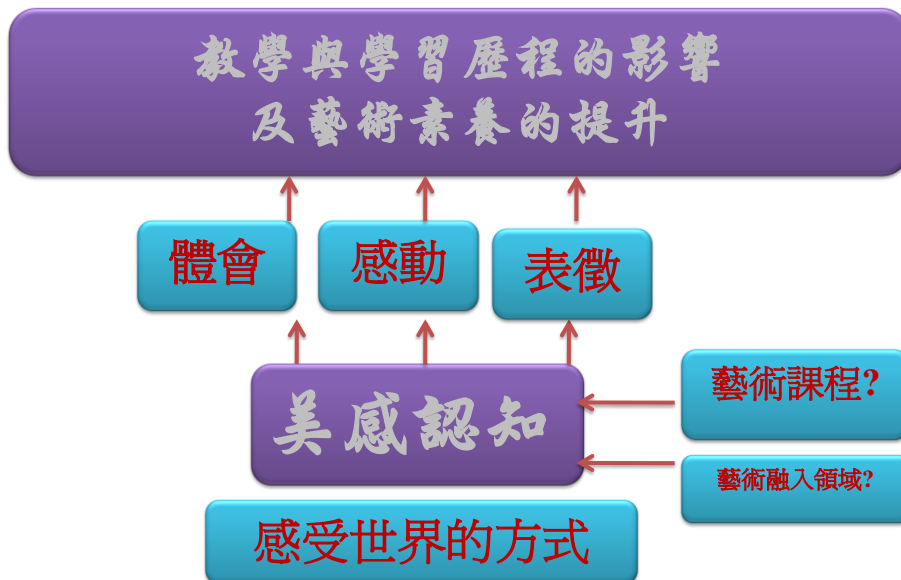 教學與學習歷程的影響
及藝術素養的提升
體會
感動
表徵
美感認知
藝術課程?
藝術融入領域?
感受世界的方式